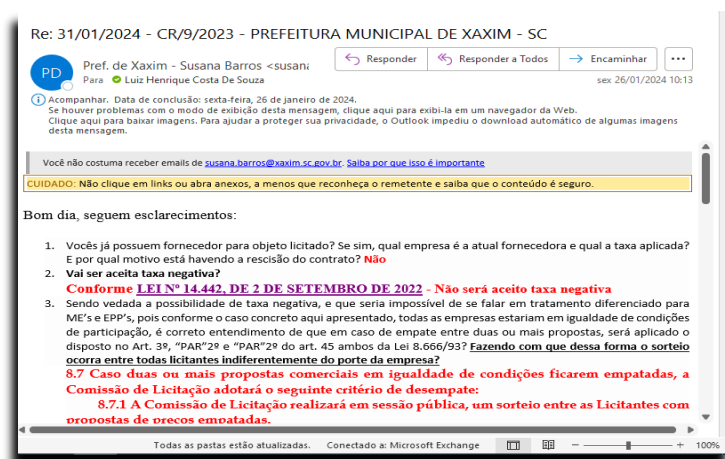 Re: 31/01/2024 - CR/9/2023 - PREFEITURA MUNICIPAL DE XAXIM - SC
PD
Pref. de Xaxim - Susana Barros <susana
Para Luiz Henrique Costa De Souza
Responder
Responder a Todos
Encaminhar
sex 26/01/2024 10:13
Acompanhar. Data de conclusão: sexta-feira, 26 de janeiro de 2024.
Se houver problemas com o modo de exibição desta mensagem, clique aqui para exibi-la em um navegador da Web.
Clique aqui para baixar imagens. Para ajudar a proteger sua privacidade, o Outlook impediu o download automático de algumas imagens
desta mensagem.
Você não costuma receber emails de susana.barros@xaxim.sc.gov.br. Saiba por que isso é importante
CUIDADO: Não clique em links ou abra anexos, a menos que reconheça o remetente e saiba que o conteúdo é seguro.
Bom dia, seguem esclarecimentos:
1. Vocês já possuem fornecedor para objeto licitado? Se sim, qual empresa é a atual fornecedora e qual a taxa aplicada?
E por qual motivo está havendo a rescisão do contrato? Não
2. Vai ser aceita taxa negativa?
Conforme LEI Nº 14.442, DE 2 DE SETEMBRO DE 2022 - Não será aceito taxa negativa
3. Sendo vedada a possibilidade de taxa negativa, e que seria impossível de se falar em tratamento diferenciado para
ME's e EPP's, pois conforme o caso concreto aqui apresentado, todas as empresas estariam em igualdade de condições
de participação, é correto entendimento de que em caso de empate entre duas ou mais propostas, será aplicado o
disposto no Art. 3º, “PAR”2º e “PAR”2º do art. 45 ambos da Lei 8.666/93? Fazendo com que dessa forma o sorteio
ocorra entre todas licitantes indiferentemente do porte da empresa?
8.7 Caso duas ou mais propostas comerciais em igualdade de condições ficarem empatadas, a
Comissão de Licitação adotará o seguinte critério de desempate:
8.7.1 A Comissão de Licitação realizará em sessão pública, um sorteio entre as Licitantes com
propostas de preços empatadas.
Todas as pastas estão atualizadas. Conectado a: Microsoft Exchange 100%